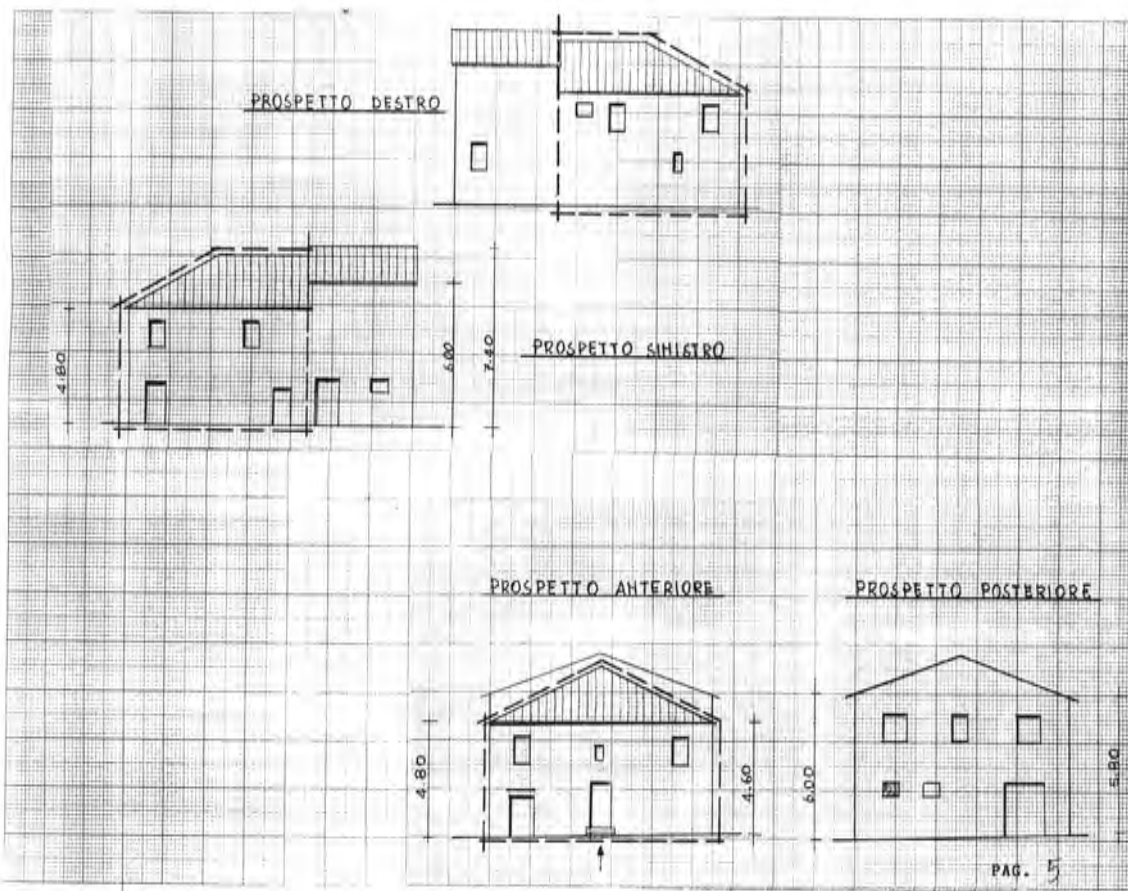 PROSPETTO DESTRO
4.80
6.00
7.40
PROSPETTO SINISTRO
PROSPETTO ANTERIORE
PROSPETTO POSTERIORE
4.80
4.60
6.00
5.80
PAG. 5